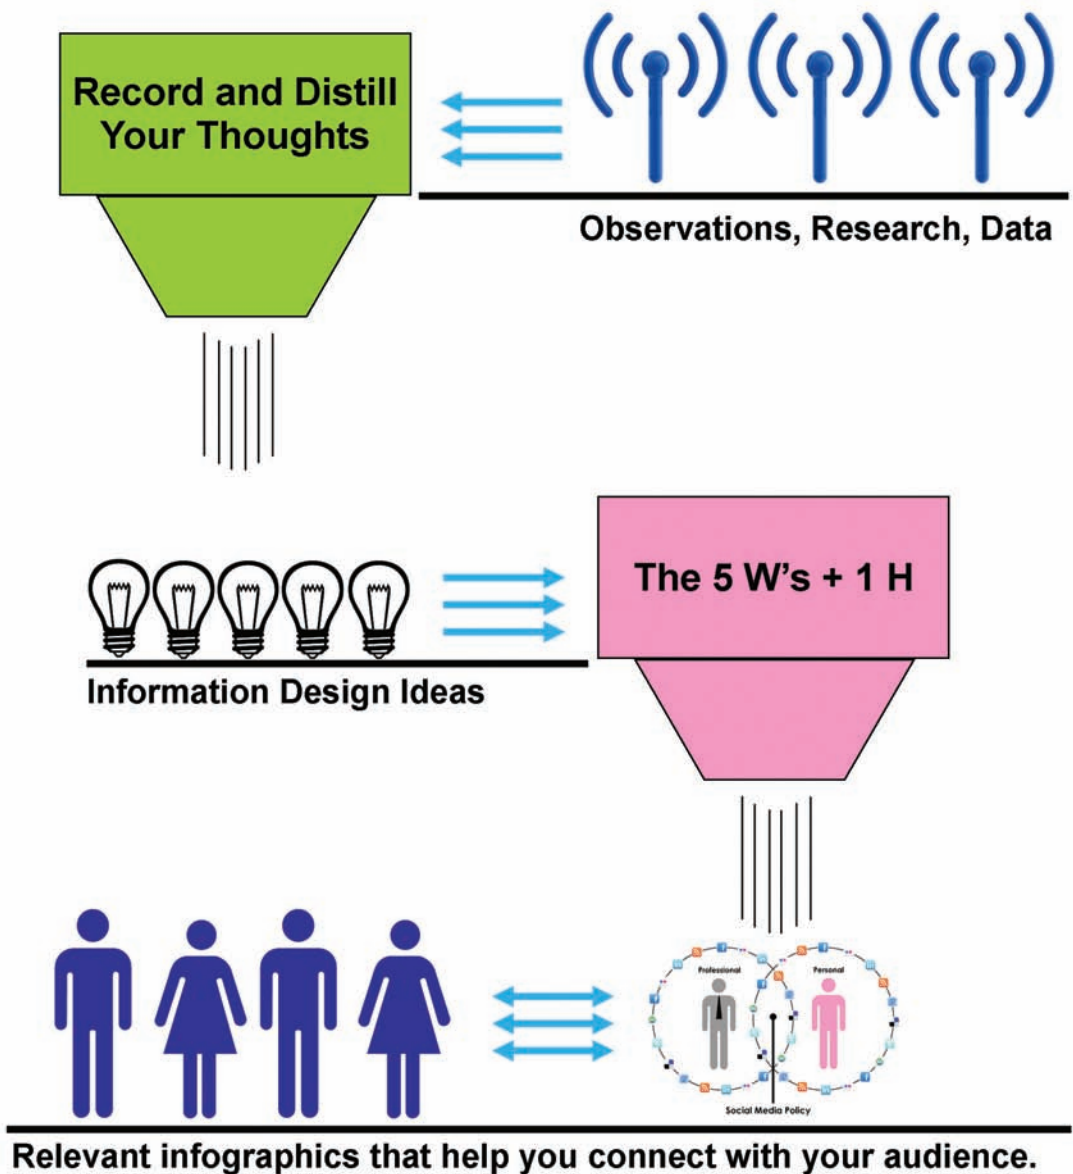 Record and Distill
Your Thoughts
Observations, Research, Data
The 5 W's + 1 H
Information Design Ideas
Professional
Personal
Social Media Policy
Relevant infographics that help you connect with your audience.